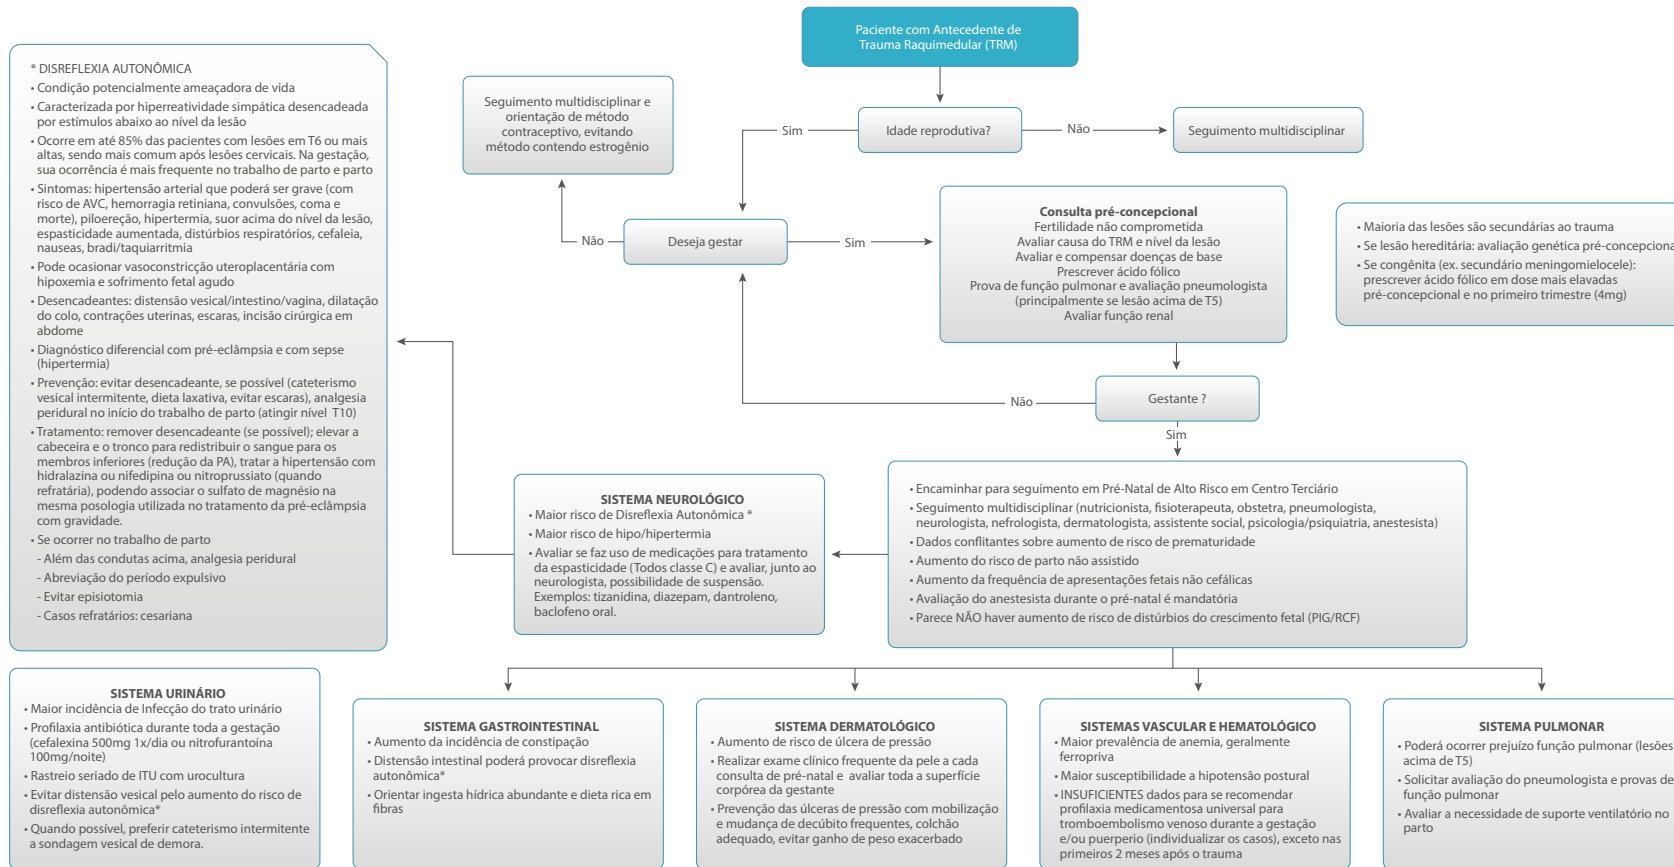 Paciente com Antecedente de
Trauma Raquimedular (TRM)
Idade reprodutiva?
Sim
Não
Seguimento multidisciplinar
Seguimento multidisciplinar e
orientação de método
contraceptivo, evitando
método contendo estrogênio
Deseja gestar
Não
Sim
Consulta pré-concepcional
Fertilidade não comprometida
Avaliar causa do TRM e nível da lesão
Avaliar e compensar doenças de base
Prescrever ácido fólico
Prova de função pulmonar e avaliação pneumologista
(principalmente se lesão acima de T5)
Avaliar função renal
• Maioria das lesões são secundárias ao trauma
• Se lesão hereditária: avaliação genética pré-concepciona
• Se congênita (ex. secundário meningomielocele):
prescrever ácido fólico em dose mais elavadas
pré-concepcional e no primeiro trimestre (4mg)
Gestante ?
Não
Sim
• Encaminhar para seguimento em Pré-Natal de Alto Risco em Centro Terciário
• Seguimento multidisciplinar (nutricionista, fisioterapeuta, obstetra, pneumologista,
neurologista, nefrologista, dermatologista, assistente social, psicologia/psiquiatria, anestesista)
• Dados conflitantes sobre aumento de risco de prematuridade
• Aumento do risco de parto não assistido
• Aumento da frequência de apresentações fetais não cefálicas
• Avaliação do anestesista durante o pré-natal é mandatória
• Parece NÃO haver aumento de risco de distúrbios do crescimento fetal (PIG/RCF)
SISTEMA NEUROLÓGICO
• Maior risco de Disreflexia Autonômica *
• Maior risco de hipo/hipertermia
• Avaliar se faz uso de medicações para tratamento
da espasticidade (Todos classe C) e avaliar, junto ao
neurologista, possibilidade de suspensão.
Exemplos: tizanidina, diazepam, dantroleno,
baclofeno oral.
* DISREFLEXIA AUTONÔMICA
• Condição potencialmente ameaçadora de vida
• Caracterizada por hiperreatividade simpática desencadeada
por estímulos abaixo ao nível da lesão
• Ocorre em até 85% das pacientes com lesões em T6 ou mais
altas, sendo mais comum após lesões cervicais. Na gestação,
sua ocorrência é mais frequente no trabalho de parto e parto
• Sintomas: hipertensão arterial que poderá ser grave (com
risco de AVC, hemorragia retiniana, convulsões, coma e
morte), piloereção, hipertermia, suor acima do nível da lesão,
espasticidade aumentada, distúrbios respiratórios, cefaleia,
nauseas, bradi/taquiarritmia
• Pode ocasionar vasoconstricção uteroplacentária com
hipoxemia e sofrimento fetal agudo
• Desencadeantes: distensão vesical/intestino/vagina, dilatação
do colo, contrações uterinas, escaras, incisão cirúrgica em
abdome
• Diagnóstico diferencial com pré-eclâmpsia e com sepse
(hipertermia)
• Prevenção: evitar desencadeante, se possível (cateterismo
vesical intermitente, dieta laxativa, evitar escaras), analgesia
peridural no início do trabalho de parto (atingir nível T10)
• Tratamento: remover desencadeante (se possível); elevar a
cabeceira e o tronco para redistribuir o sangue para os
membros inferiores (redução da PA), tratar a hipertensão com
hidralazina ou nifedipina ou nitroprussiato (quando
refratária), podendo associar o sulfato de magnésio na
mesma posologia utilizada no tratamento da pré-eclâmpsia
com gravidade.
• Se ocorrer no trabalho de parto
- Além das condutas acima, analgesia peridural
- Abreviação do período expulsivo
- Evitar episiotomia
- Casos refratários: cesariana
SISTEMA URINÁRIO
• Maior incidência de Infecção do trato urinário
• Profilaxia antibiótica durante toda a gestação
(cefalexina 500mg 1x/dia ou nitrofurantoína
100mg/noite)
• Rastreio seriado de ITU com urocultura
• Evitar distensão vesical pelo aumento do risco de
disreflexia autonômica*
• Quando possível, preferir cateterismo intermitente
a sondagem vesical de demora.
SISTEMA GASTROINTESTINAL
• Aumento da incidência de constipação
• Distensão intestinal poderá provocar disreflexia
autonômica*
• Orientar ingesta hídrica abundante e dieta rica em
fibras
SISTEMA DERMATOLÓGICO
• Aumento de risco de úlcera de pressão
• Realizar exame clínico frequente da pele a cada
consulta de pré-natal e avaliar toda a superfície
corpórea da gestante
• Prevenção das úlceras de pressão com mobilização
e mudança de decúbito frequentes, colchão
adequado, evitar ganho de peso exacerbado
SISTEMAS VASCULAR E HEMATOLÓGICO
• Maior prevalência de anemia, geralmente
ferropriva
• Maior susceptibilidade a hipotensão postural
• INSUFICIENTES dados para se recomendar
profilaxia medicamentosa universal para
tromboembolismo venoso durante a gestação
e/ou puerperio (individualizar os casos), exceto nas
primeiros 2 meses após o trauma
SISTEMA PULMONAR
• Poderá ocorrer prejuízo função pulmonar (lesões
acima de T5)
• Solicitar avaliação do pneumologista e provas de
função pulmonar
• Avaliar a necessidade de suporte ventilatório no
parto